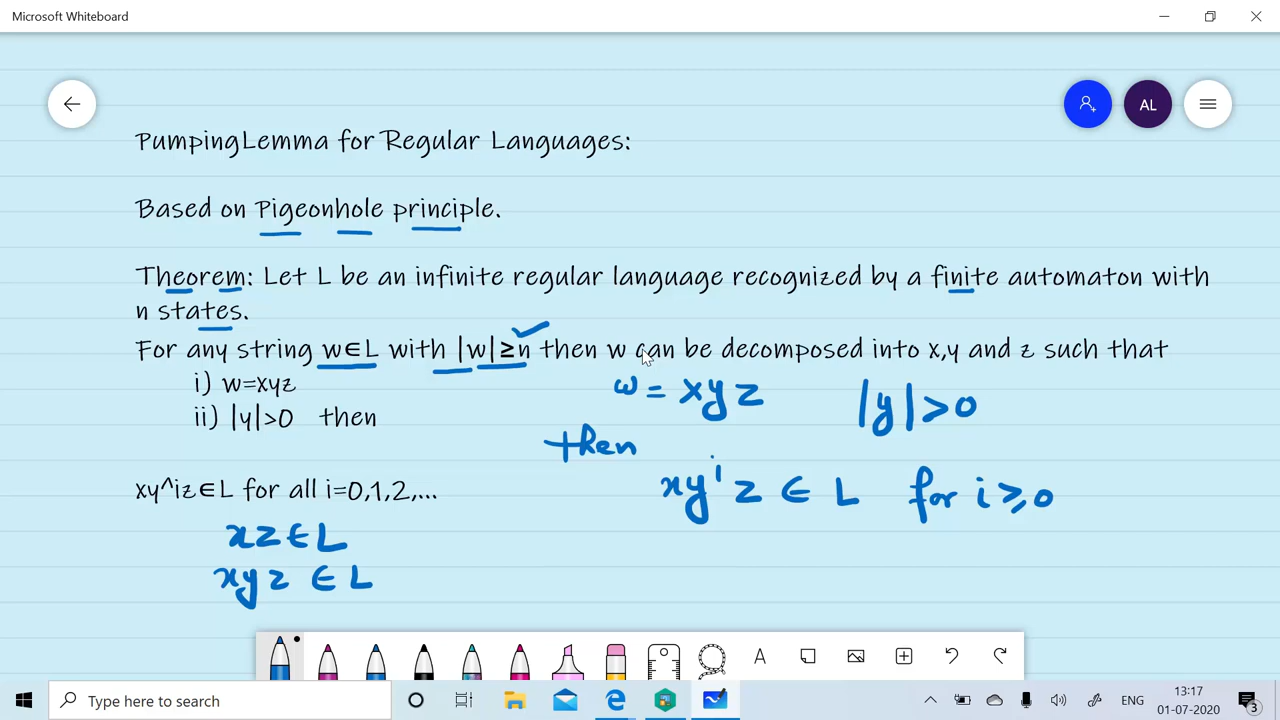 Microsoft Whiteboard
AL
PumpingLemma for Regular Languages:
Based on Pigeonhole principle.
Theorem: Let L be an infinite regular language recognized by a finite automaton with
n states.
For any string w∈L with |w|≥n then w can be decomposed into x,y and z such that
i) w=xyz
ω = xyz |y|>0
ii) |y|>0 then
then
xy^iz∈L for all i=0,1,2,...
xyⁱz ∈ L for i≥0
xz∈L
xyz ∈ L
A
Type here to search
ENG
13:17
01-07-2020
3